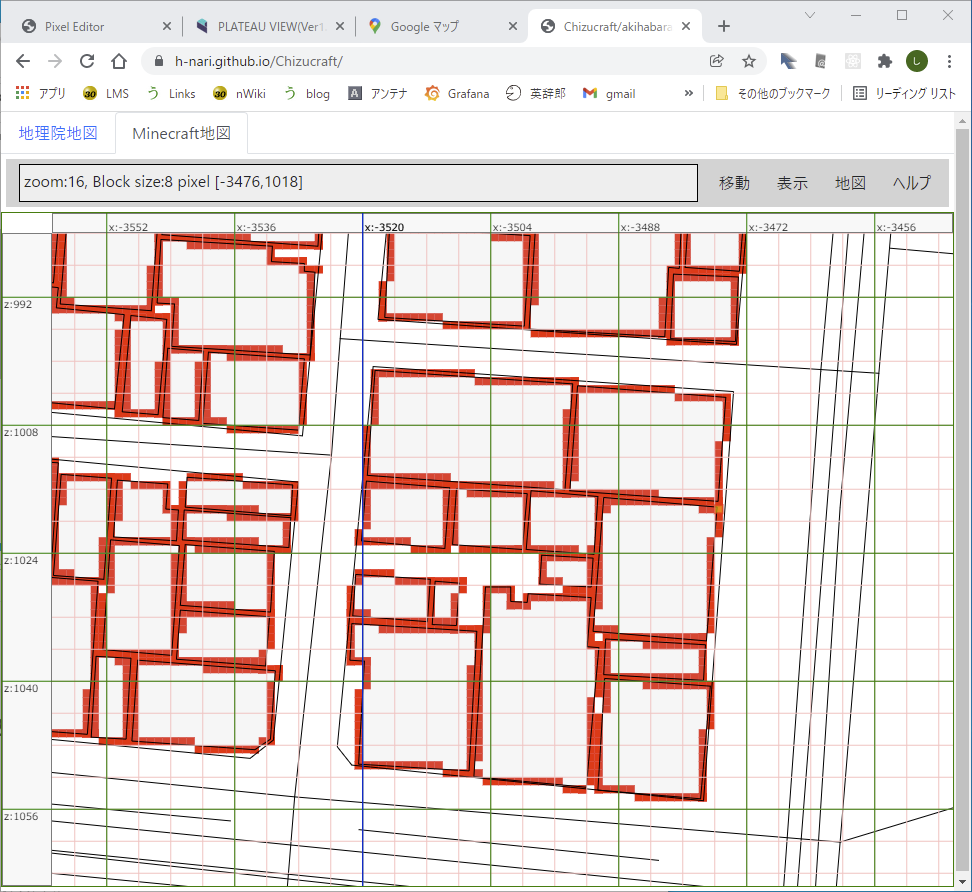 Pixel Editor
PLATEAU VIEW(Ver1.
Google マップ
Chizucraft/akihabara
h-nari.github.io/Chizucraft/
し
アプリ
30 LMS
Links
30 nWiki
blog
A アンテナ
Grafana
英辞郎
gmail
»
その他のブックマーク
リーディング リスト
地理院地図
Minecraft地図
zoom:16, Block size:8 pixel [-3476,1018]
移動
表示
地図
ヘルプ
x:-3552
x:-3536
x:-3520
x:-3504
x:-3488
x:-3472
x:-3456
z:992
z:1008
z:1024
z:1040
z:1056